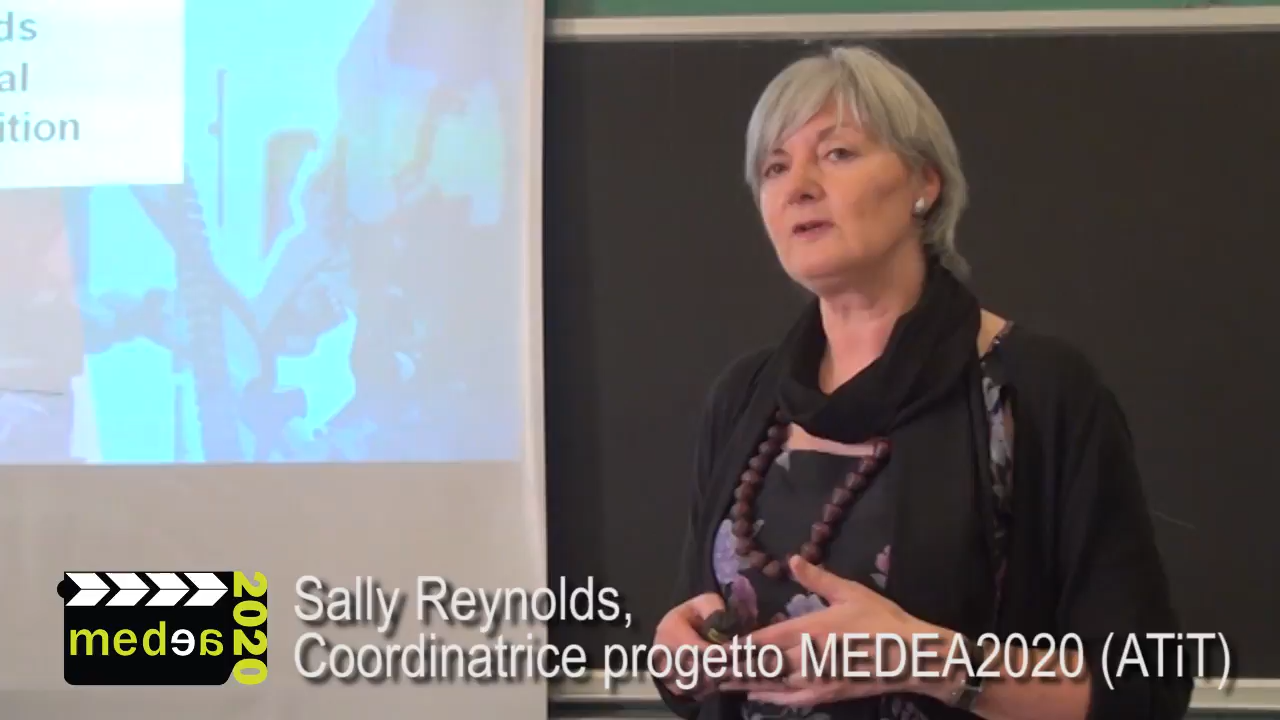 ds
al
ition
medea
2020
Sally Reynolds,
Coordinatrice progetto MEDEA2020 (ATiT)